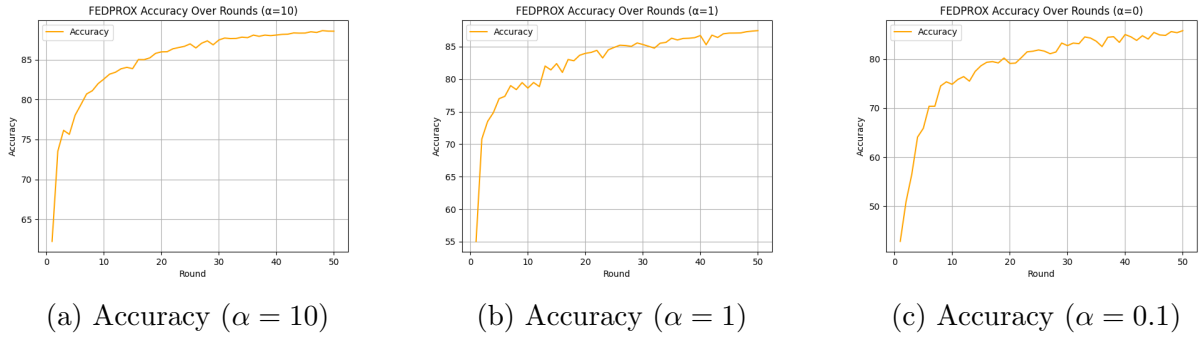 FEDPROX Accuracy Over Rounds (α=10)
Accuracy
85
80
75
70
65
Accuracy
0 10 20 30 40 50
Round
(a) Accuracy (α = 10)
FEDPROX Accuracy Over Rounds (α=1)
Accuracy
85
80
75
70
65
60
55
Accuracy
0 10 20 30 40 50
Round
(b) Accuracy (α = 1)
FEDPROX Accuracy Over Rounds (α=0)
Accuracy
80
70
60
50
Accuracy
0 10 20 30 40 50
Round
(c) Accuracy (α = 0.1)